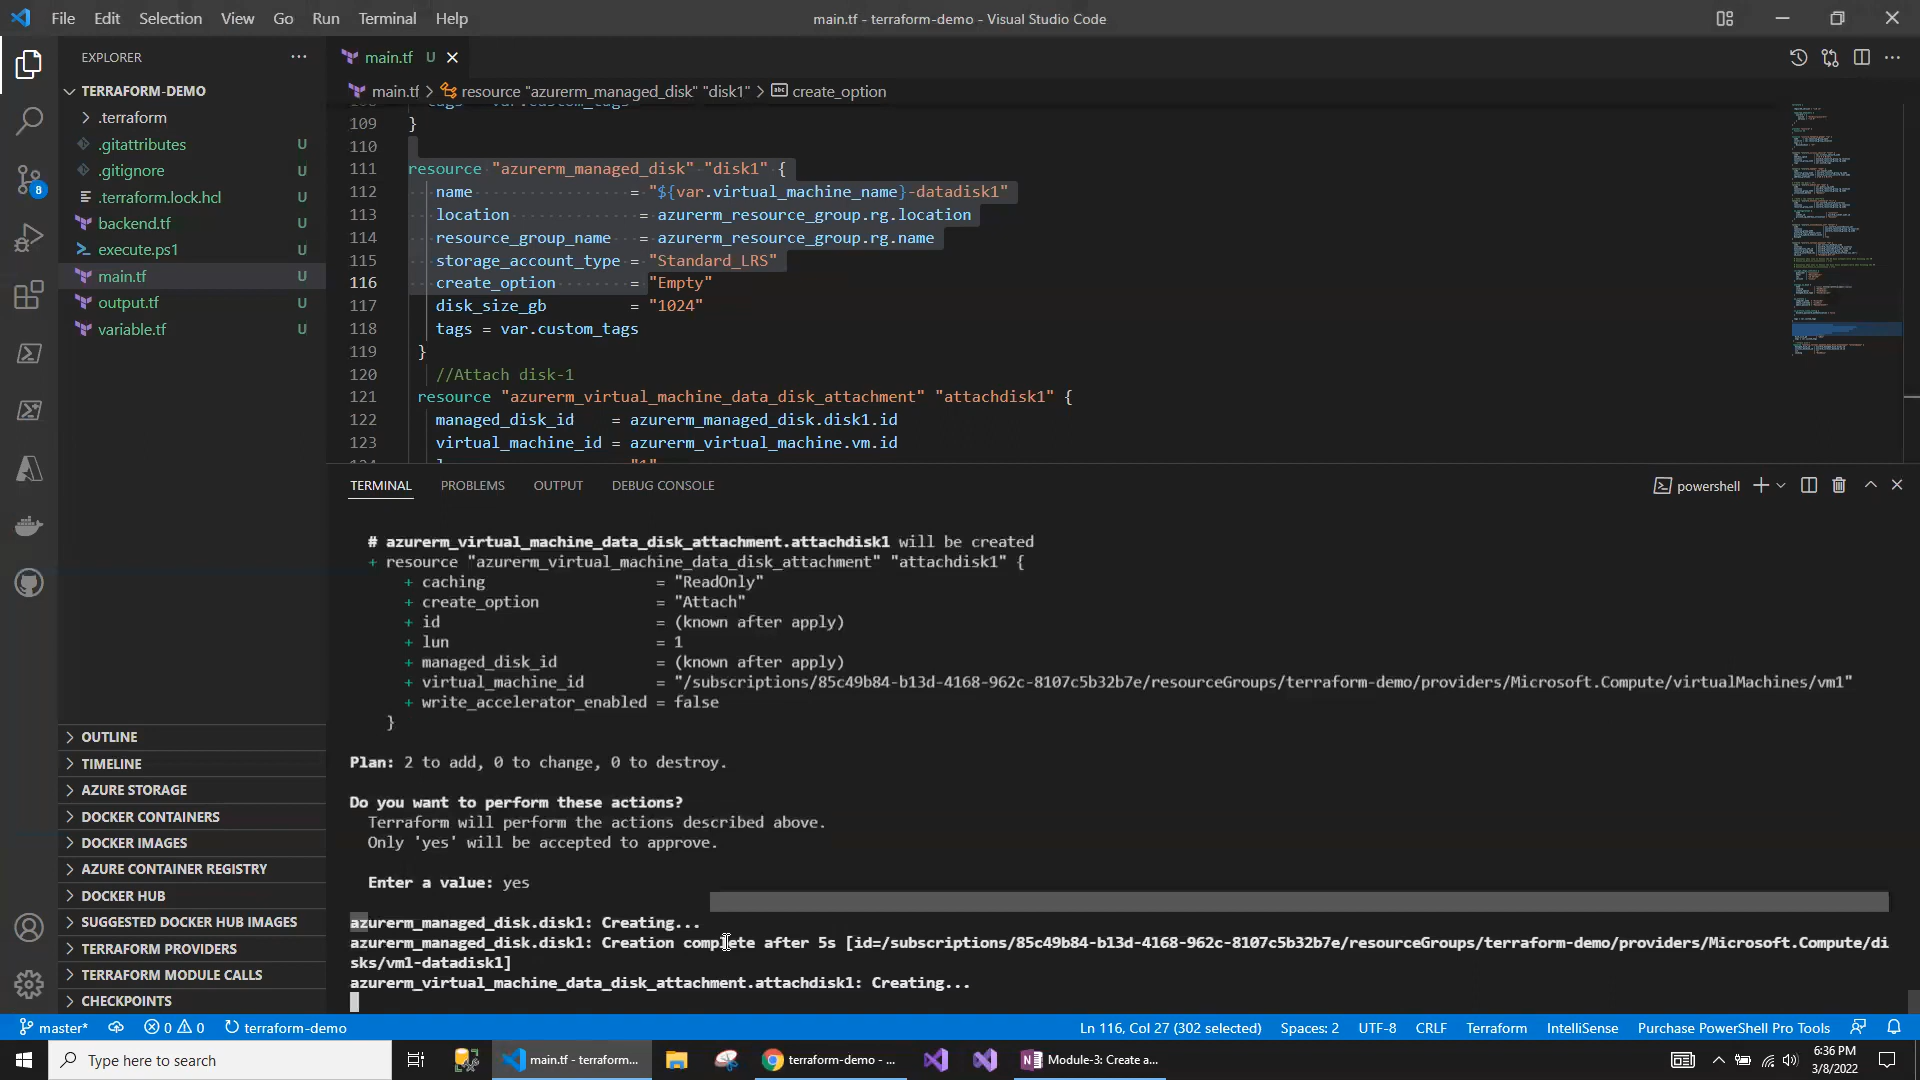 File Edit Selection View Go Run Terminal Help
main.tf - terraform-demo - Visual Studio Code
EXPLORER
TERRAFORM-DEMO
.terraform
.gitattributes U
.gitignore U
.terraform.lock.hcl U
backend.tf U
execute.ps1 U
main.tf U
output.tf U
variable.tf U
OUTLINE
TIMELINE
AZURE STORAGE
DOCKER CONTAINERS
DOCKER IMAGES
AZURE CONTAINER REGISTRY
DOCKER HUB
SUGGESTED DOCKER HUB IMAGES
TERRAFORM PROVIDERS
TERRAFORM MODULE CALLS
CHECKPOINTS
8
main.tf U
main.tf > resource "azurerm_managed_disk" "disk1" > abc create_option
109 }
110
111 resource "azurerm_managed_disk" "disk1" {
112 name = "${var.virtual_machine_name}-datadisk1"
113 location = azurerm_resource_group.rg.location
114 resource_group_name = azurerm_resource_group.rg.name
115 storage_account_type = "Standard_LRS"
116 create_option = "Empty"
117 disk_size_gb = "1024"
118 tags = var.custom_tags
119 }
120 //Attach disk-1
121 resource "azurerm_virtual_machine_data_disk_attachment" "attachdisk1" {
122 managed_disk_id = azurerm_managed_disk.disk1.id
123 virtual_machine_id = azurerm_virtual_machine.vm.id
TERMINAL PROBLEMS OUTPUT DEBUG CONSOLE
powershell
# azurerm_virtual_machine_data_disk_attachment.attachdisk1 will be created
+ resource "azurerm_virtual_machine_data_disk_attachment" "attachdisk1" {
+ caching = "ReadOnly"
+ create_option = "Attach"
+ id = (known after apply)
+ lun = 1
+ managed_disk_id = (known after apply)
+ virtual_machine_id = "/subscriptions/85c49b84-b13d-4168-962c-8107c5b32b7e/resourceGroups/terraform-demo/providers/Microsoft.Compute/virtualMachines/vm1"
+ write_accelerator_enabled = false
}
Plan: 2 to add, 0 to change, 0 to destroy.
Do you want to perform these actions?
Terraform will perform the actions described above.
Only 'yes' will be accepted to approve.
Enter a value: yes
azurerm_managed_disk.disk1: Creating...
azurerm_managed_disk.disk1: Creation complete after 5s [id=/subscriptions/85c49b84-b13d-4168-962c-8107c5b32b7e/resourceGroups/terraform-demo/providers/Microsoft.Compute/di
sks/vm1-datadisk1]
azurerm_virtual_machine_data_disk_attachment.attachdisk1: Creating...
master* 0 0 terraform-demo
Ln 116, Col 27 (302 selected) Spaces: 2 UTF-8 CRLF Terraform IntelliSense Purchase PowerShell Pro Tools
Type here to search
main.tf - terraform...
terraform-demo - ...
Module-3: Create a...
6:36 PM
3/8/2022